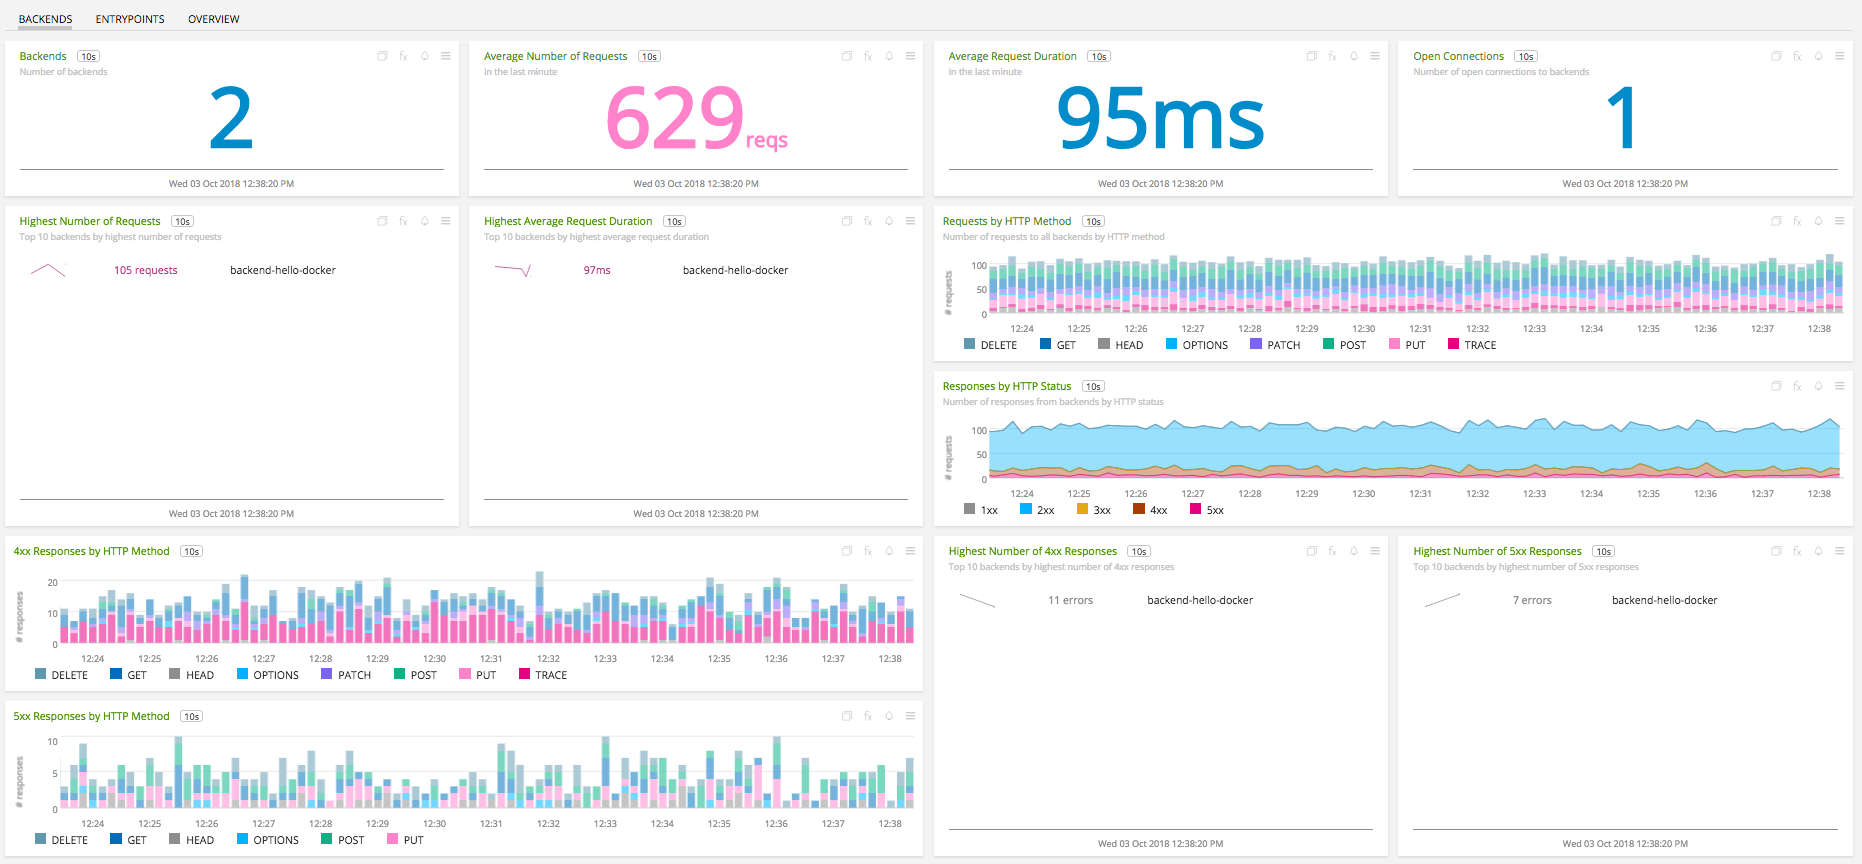 BACKENDS ENTRYPOINTS OVERVIEW
Backends 10s fx
Number of backends
2
Wed 03 Oct 2018 12:38:20 PM
Average Number of Requests 10s fx
in the last minute
629 reqs
Wed 03 Oct 2018 12:38:20 PM
Average Request Duration 10s fx
in the last minute
95ms
Wed 03 Oct 2018 12:38:20 PM
Open Connections 10s fx
Number of open connections to backends
1
Wed 03 Oct 2018 12:38:20 PM
Highest Number of Requests 10s fx
Top 10 backends by highest number of requests
105 requests backend-hello-docker
Wed 03 Oct 2018 12:38:20 PM
Highest Average Request Duration 10s fx
Top 10 backends by highest average request duration
97ms backend-hello-docker
Wed 03 Oct 2018 12:38:20 PM
Requests by HTTP Method 10s fx
Number of requests to all backends by HTTP method
# requests
100
50
0
12:24 12:25 12:26 12:27 12:28 12:29 12:30 12:31 12:32 12:33 12:34 12:35 12:36 12:37 12:38
DELETE GET HEAD OPTIONS PATCH POST PUT TRACE
Responses by HTTP Status 10s fx
Number of responses from backends by HTTP status
# requests
100
50
0
12:24 12:25 12:26 12:27 12:28 12:29 12:30 12:31 12:32 12:33 12:34 12:35 12:36 12:37 12:38
1xx 2xx 3xx 4xx 5xx
4xx Responses by HTTP Method 10s fx
# responses
20
10
0
12:24 12:25 12:26 12:27 12:28 12:29 12:30 12:31 12:32 12:33 12:34 12:35 12:36 12:37 12:38
DELETE GET HEAD OPTIONS PATCH POST PUT TRACE
Highest Number of 4xx Responses 10s fx
Top 10 backends by highest number of 4xx responses
11 errors backend-hello-docker
Wed 03 Oct 2018 12:38:20 PM
Highest Number of 5xx Responses 10s fx
Top 10 backends by highest number of 5xx responses
7 errors backend-hello-docker
Wed 03 Oct 2018 12:38:20 PM
5xx Responses by HTTP Method 10s fx
# responses
10
5
0
12:24 12:25 12:26 12:27 12:28 12:29 12:30 12:31 12:32 12:33 12:34 12:35 12:36 12:37 12:38
DELETE GET HEAD OPTIONS POST PUT